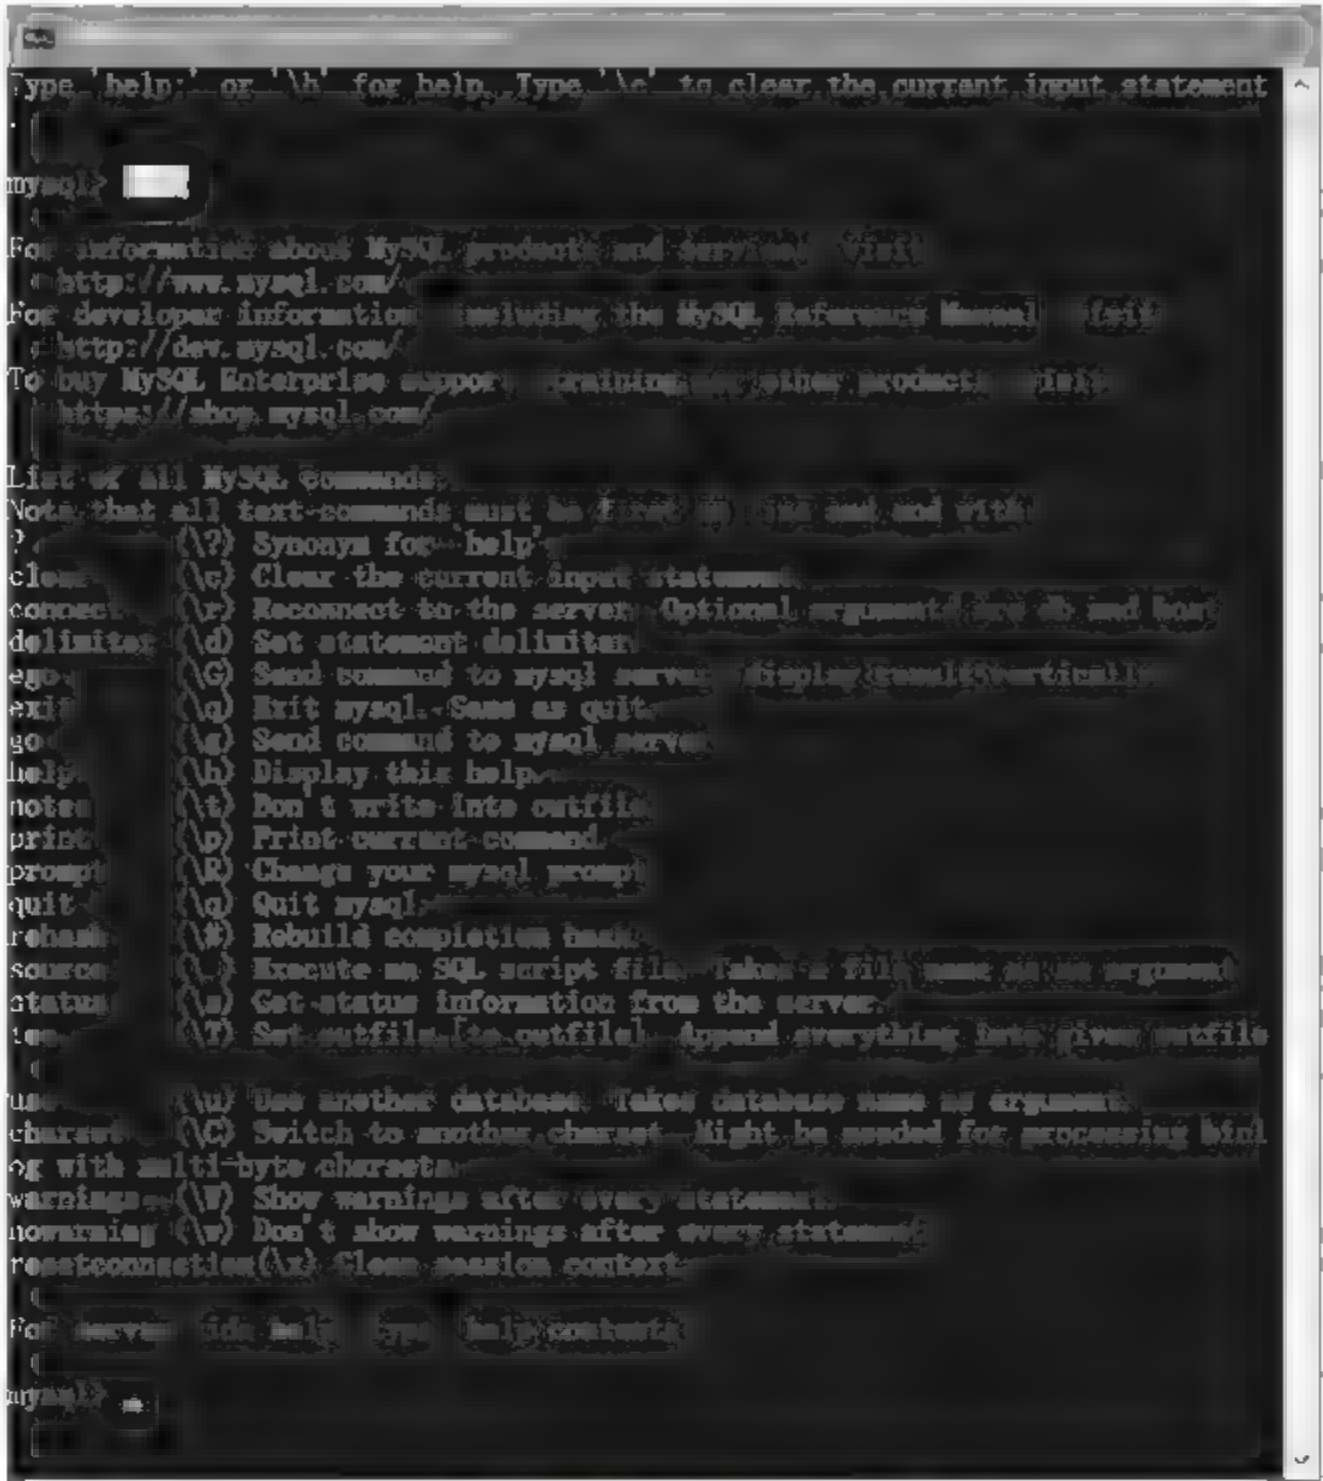 Type 'help;' or '\h' for help. Type '\c' to clear the current input statement
.
mysql>
For information about MySQL products and services, visit:
http://www.mysql.com/
For developer information, including the MySQL Reference Manual, visit:
http://dev.mysql.com/
To buy MySQL Enterprise support, training, or other products, visit:
https://shop.mysql.com/
List of all MySQL commands:
Note that all text commands must be first on line and end with
? (\?) Synonym for `help'.
clear (\c) Clear the current input statement.
connect (\r) Reconnect to the server. Optional arguments are db and host.
delimiter (\d) Set statement delimiter.
ego (\G) Send command to mysql server, display result vertically.
exit (\q) Exit mysql. Same as quit.
go (\g) Send command to mysql server.
help (\h) Display this help.
notee (\t) Don't write into outfile.
print (\p) Print current command.
prompt (\R) Change your mysql prompt.
quit (\q) Quit mysql.
rehash (\#) Rebuild completion hash.
source (\.) Execute an SQL script file. Takes a file name as an argument.
status (\s) Get status information from the server.
tee (\T) Set outfile [to_outfile]. Append everything into given outfile
.
use (\u) Use another database. Takes database name as argument.
charset (\C) Switch to another charset. Might be needed for processing binl
og with multi-byte charsets.
warnings (\W) Show warnings after every statement.
nowarning (\w) Don't show warnings after every statement.
resetconnection(\x) Clean session context.
For server side help, type 'help contents'
mysql>